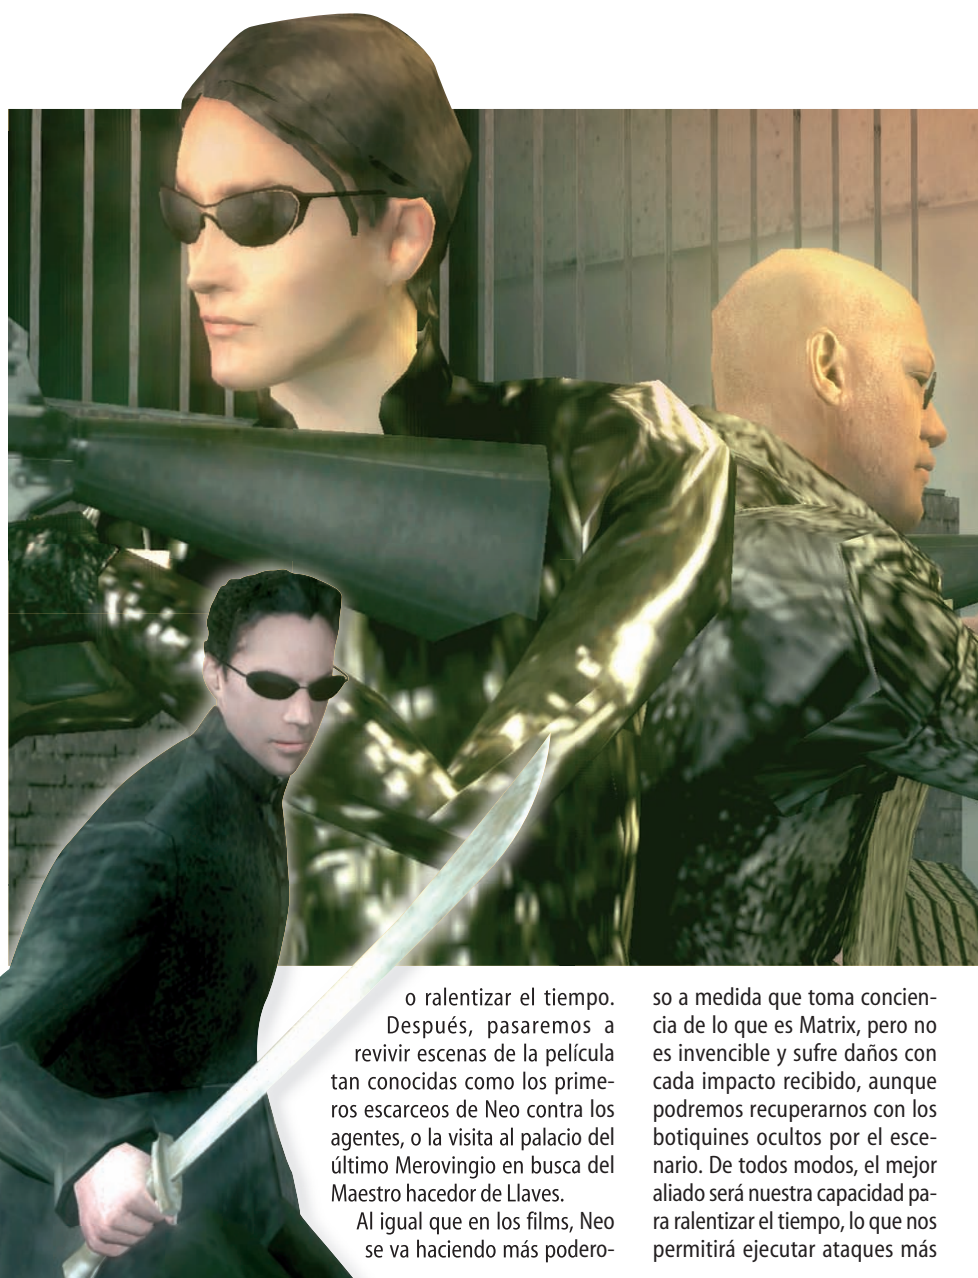 o ralentizar el tiempo.
Después, pasaremos a
revivir escenas de la película
tan conocidas como los prime-
ros escarceos de Neo contra los
agentes, o la visita al palacio del
último Merovingio en busca del
Maestro hacedor de Llaves.
Al igual que en los films, Neo
se va haciendo más podero-
so a medida que toma concien-
cia de lo que es Matrix, pero no
es invencible y sufre daños con
cada impacto recibido, aunque
podremos recuperarnos con los
botiquines ocultos por el esce-
nario. De todos modos, el mejor
aliado será nuestra capacidad pa-
ra ralentizar el tiempo, lo que nos
permitirá ejecutar ataques más